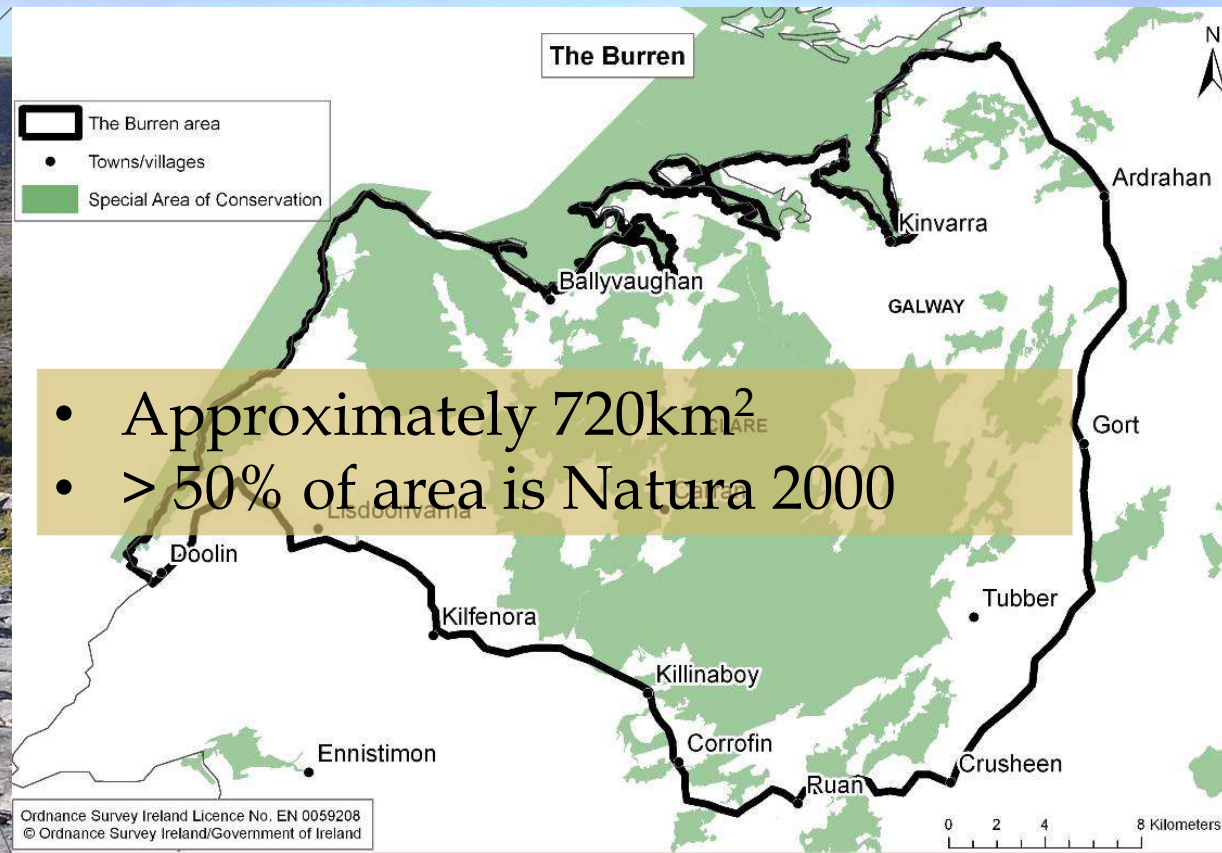 The Burren
N
The Burren area
Towns/villages
Special Area of Conservation
Ardrahan
Kinvarra
Ballyvaughan
GALWAY
• Approximately 720km²
CLARE
Gort
• > 50% of area is Natura 2000
Carran
Lisdoonvarna
Doolin
Tubber
Kilfenora
Killinaboy
Corrofin
Ennistimon
Crusheen
Ruan
Ordnance Survey Ireland Licence No. EN 0059208
© Ordnance Survey Ireland/Government of Ireland
0 2 4 8 Kilometers